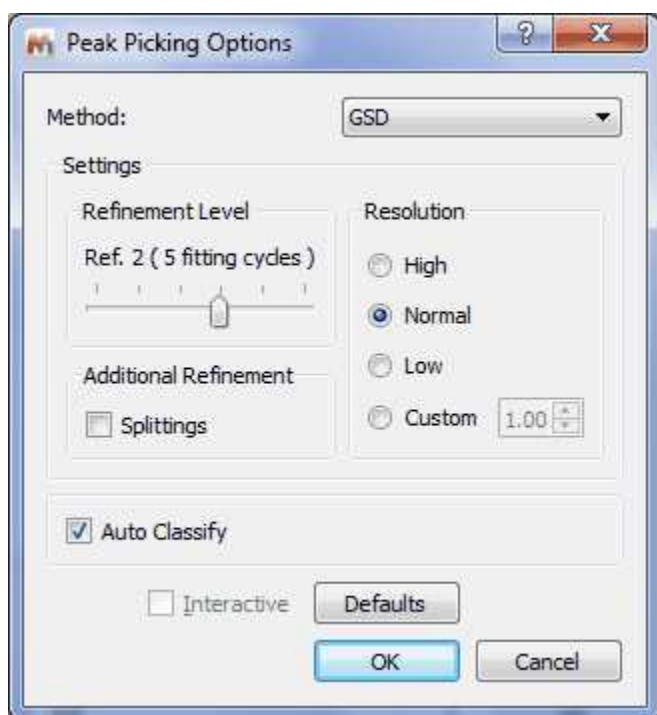 Peak Picking Options
Method: GSD
Settings
Refinement Level
Ref. 2 ( 5 fitting cycles )
Additional Refinement
Splittings
Resolution
High
Normal
Low
Custom 1.00
Auto Classify
Interactive Defaults
OK Cancel